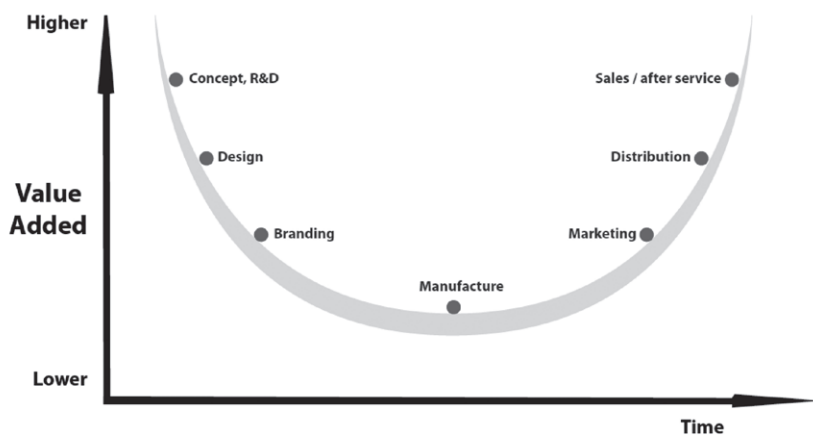 Higher
Concept, R&D
Sales / after service
Design
Distribution
Value
Added
Branding
Marketing
Manufacture
Lower
Time